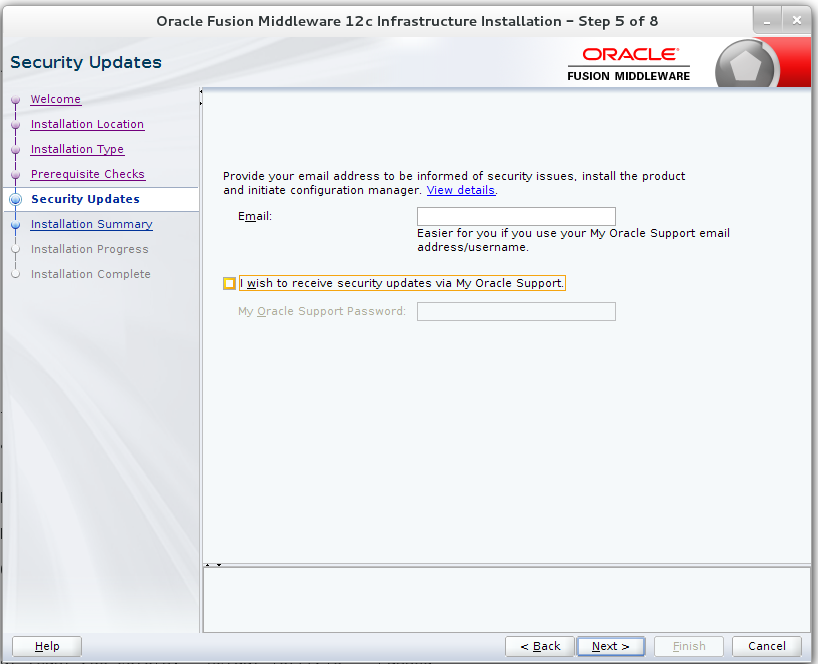 Oracle Fusion Middleware 12c Infrastructure Installation – Step 5 of 8
Security Updates
ORACLE
FUSION MIDDLEWARE
Welcome
Installation Location
Installation Type
Prerequisite Checks
Security Updates
Installation Summary
Installation Progress
Installation Complete
Provide your email address to be informed of security issues, install the product
and initiate configuration manager. View details.
Email:
Easier for you if you use your My Oracle Support email
address/username.
I wish to receive security updates via My Oracle Support.
My Oracle Support Password:
Help
< Back
Next >
Finish
Cancel